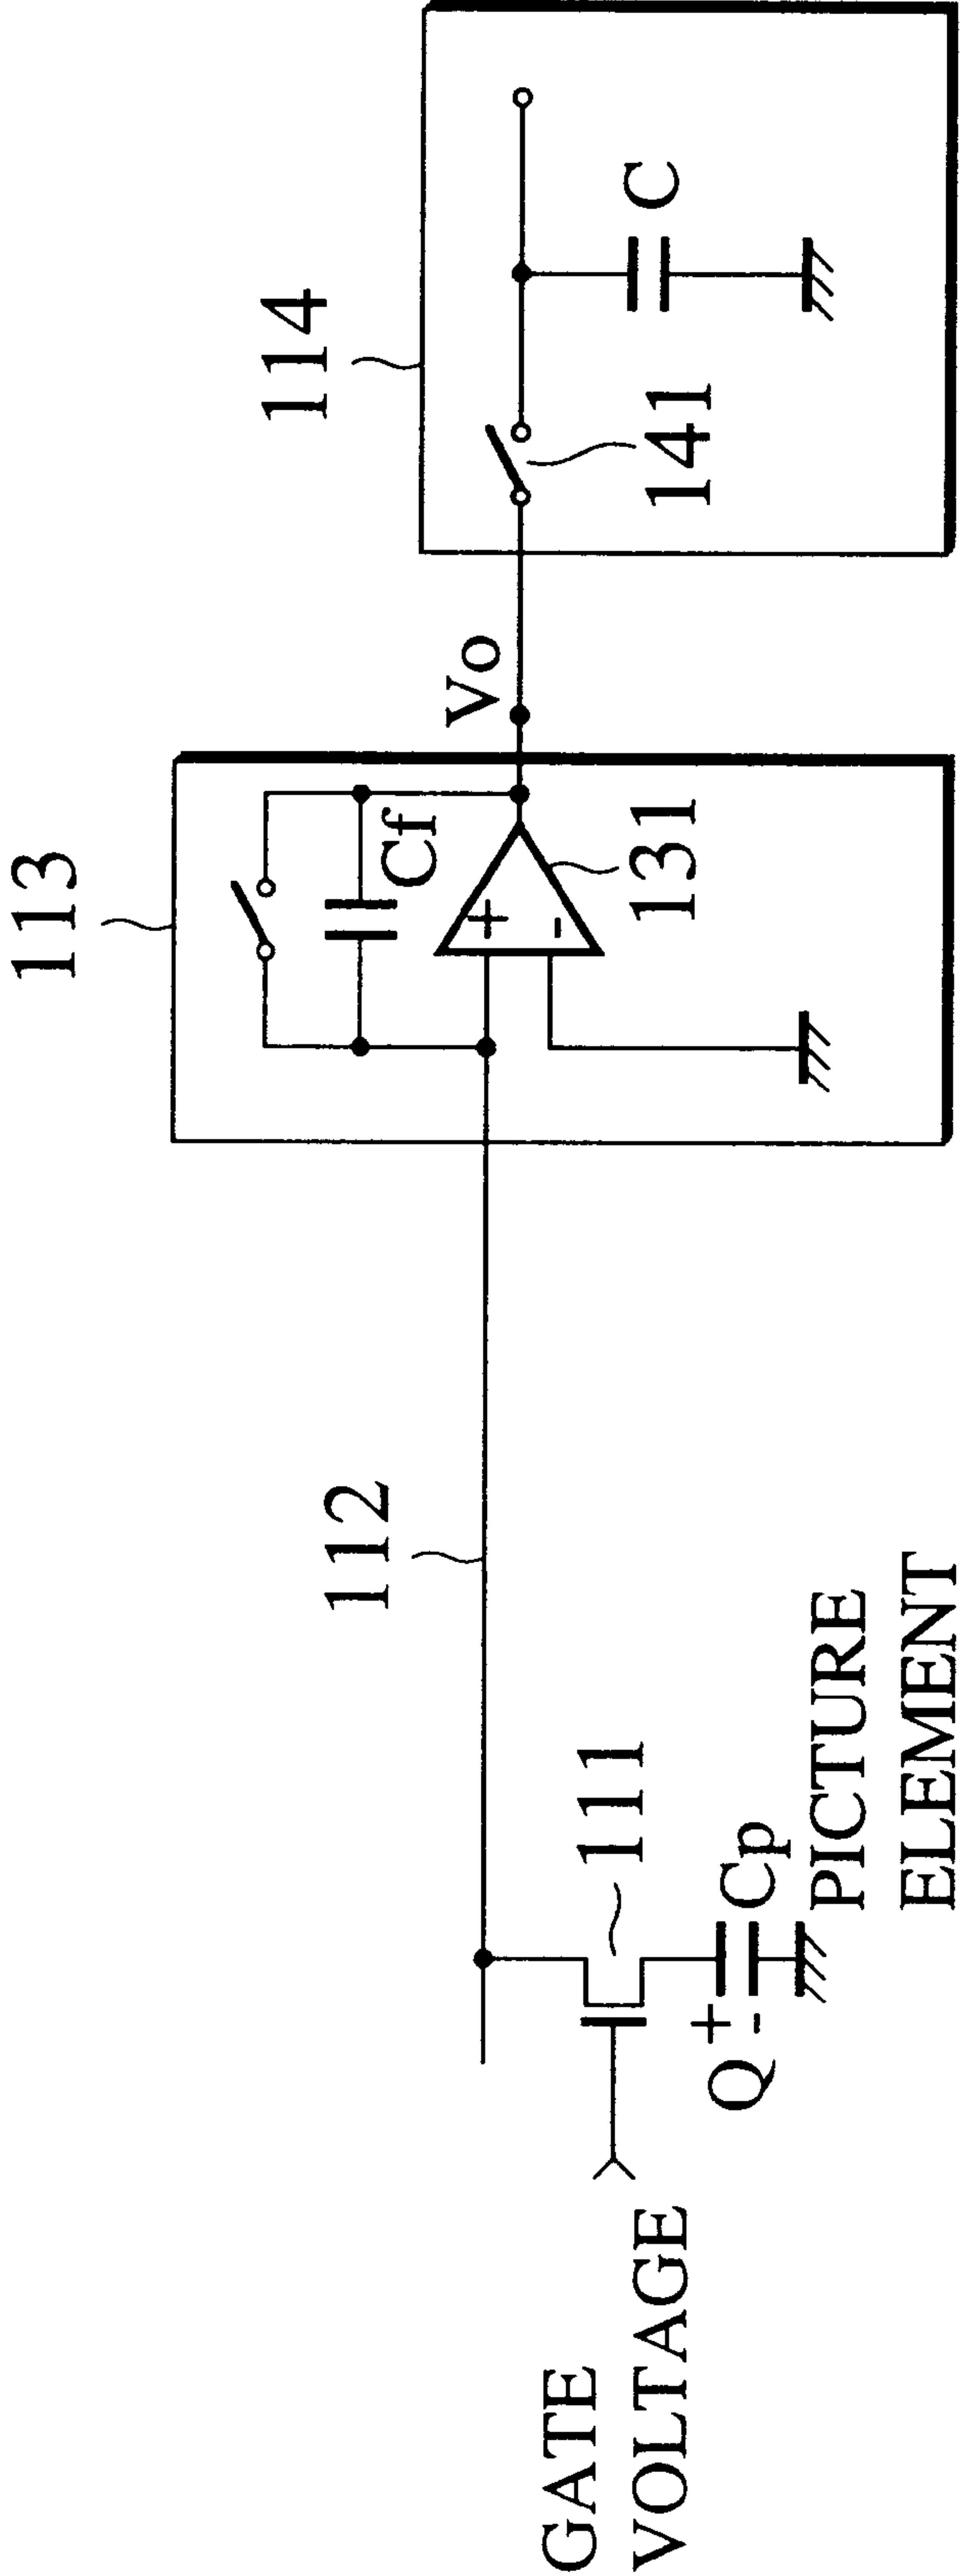 113
114
Cf
Vo
+
-
131
141
C
112
111
GATE
VOLTAGE
Q
+
-
Cp
PICTURE
ELEMENT